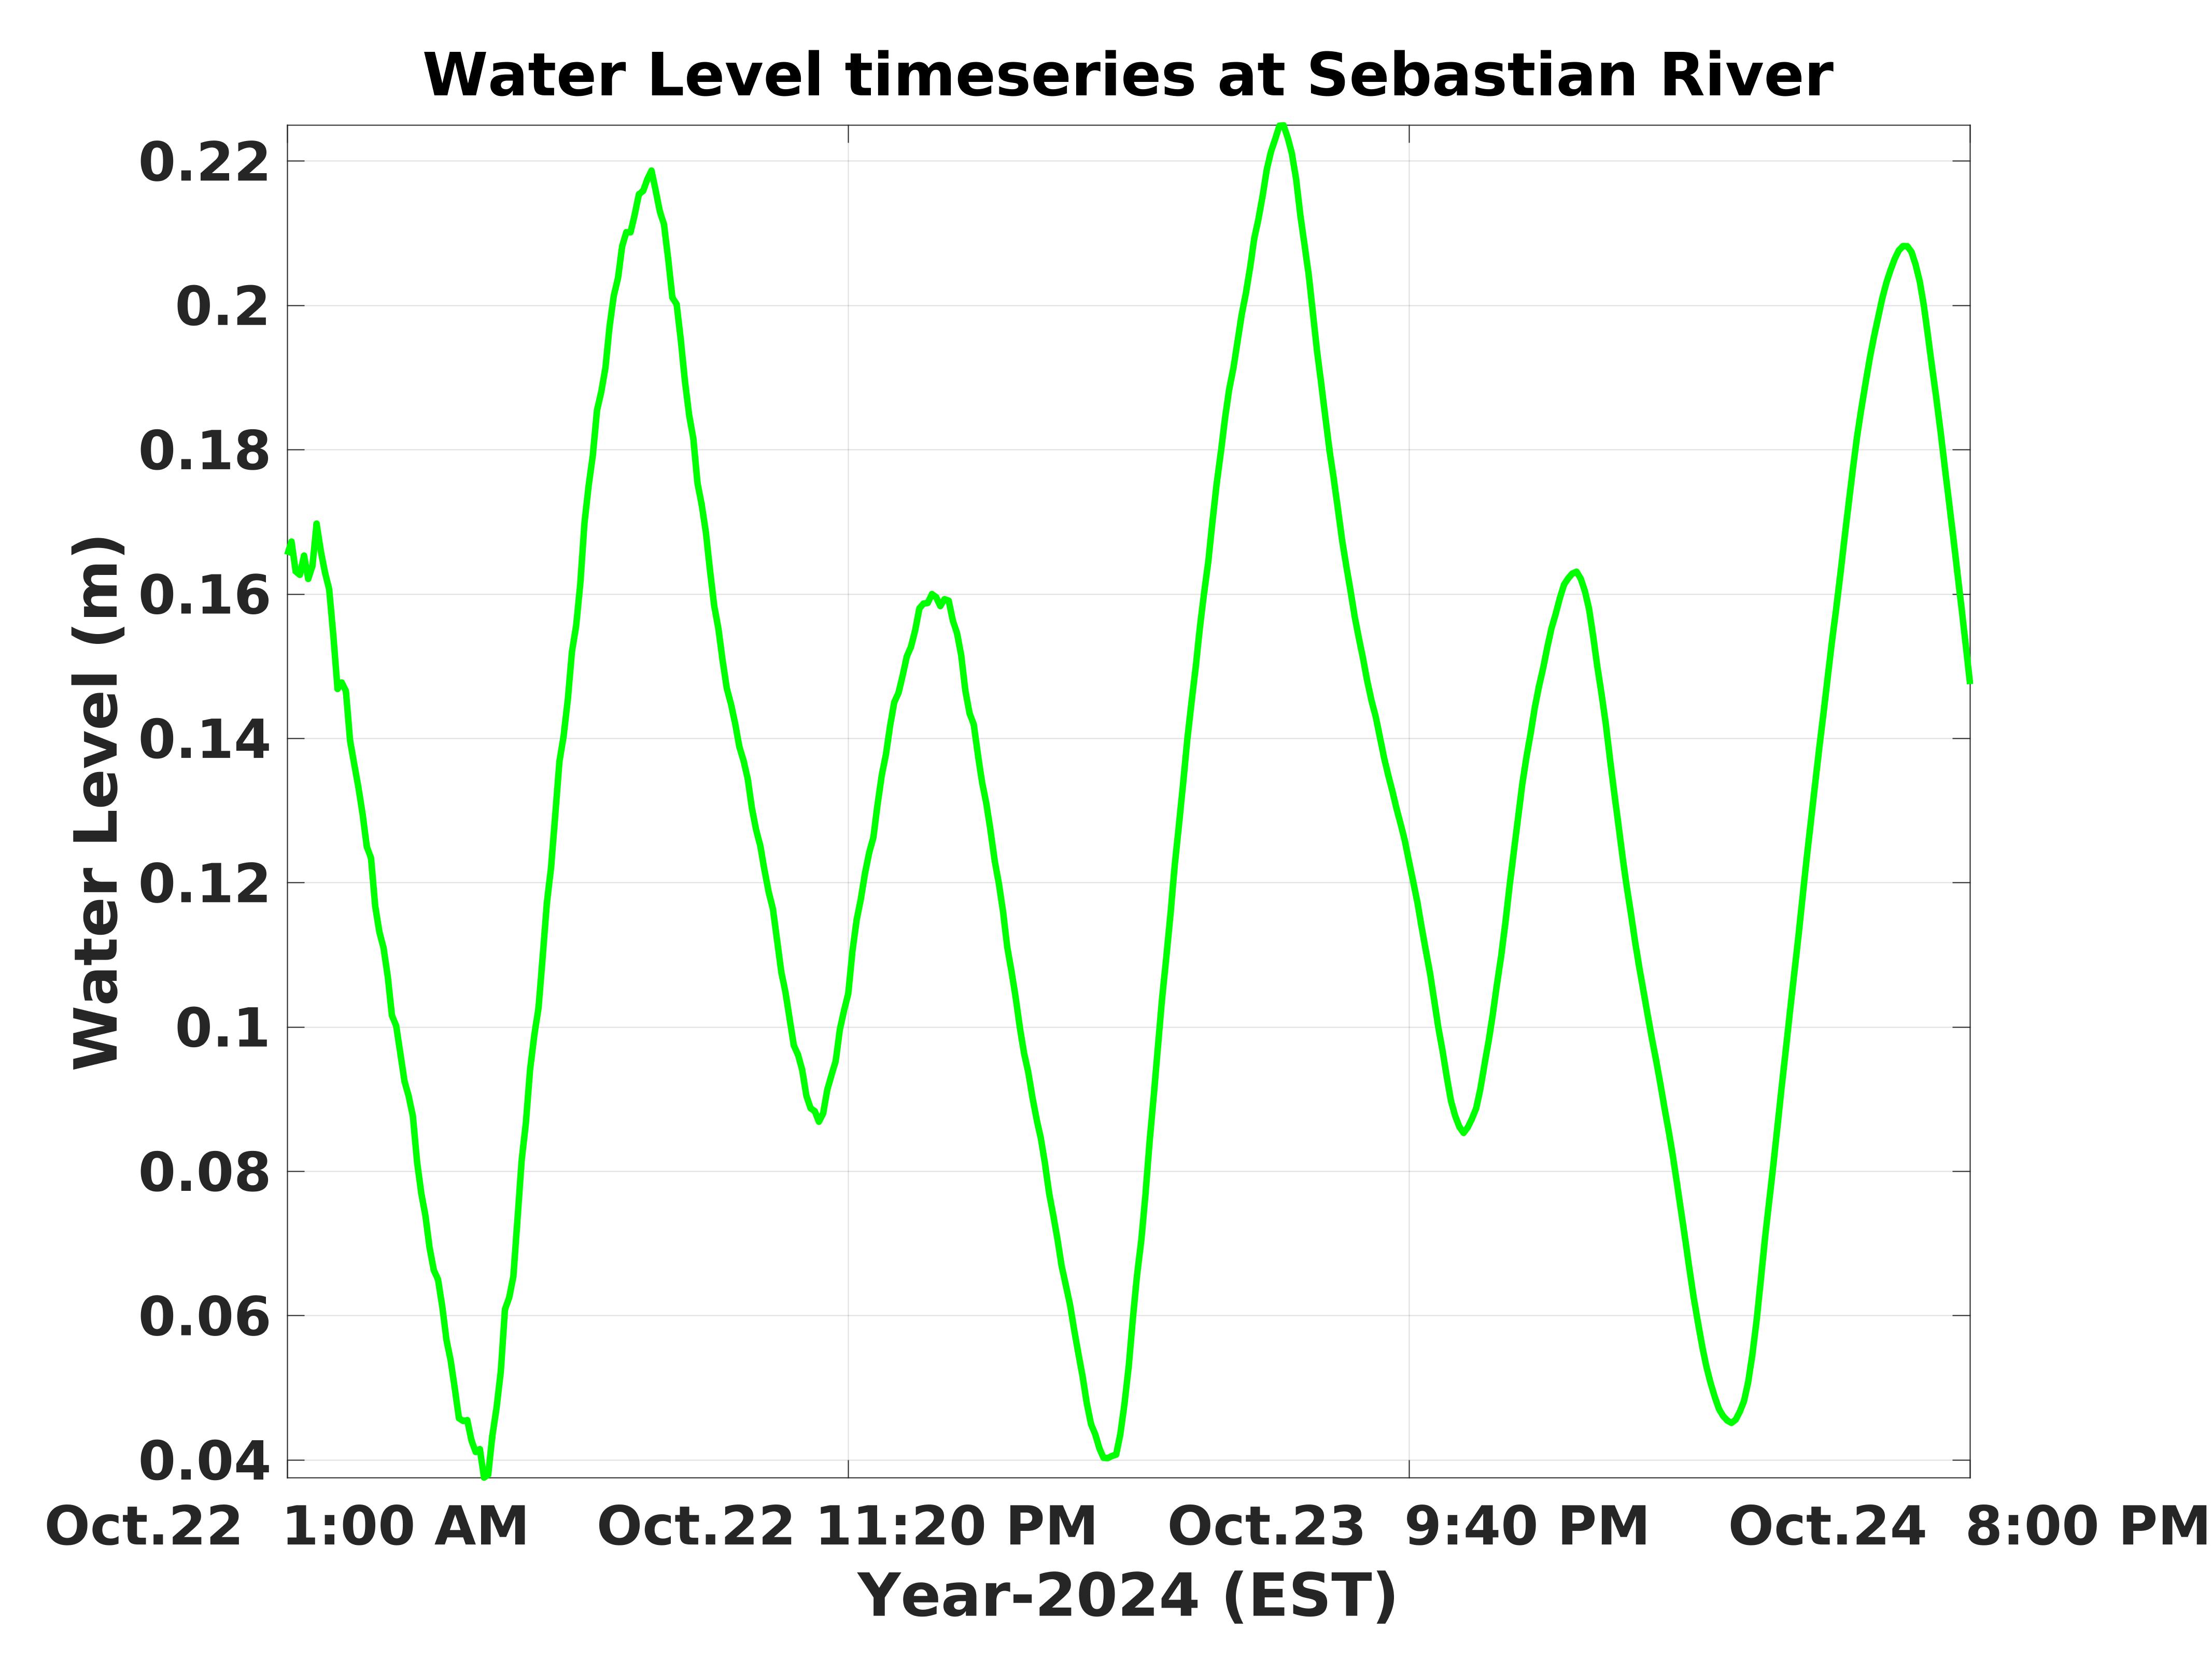 Water Level timeseries at Sebastian River
Water Level (m)
0.22
0.2
0.18
0.16
0.14
0.12
0.1
0.08
0.06
0.04
Oct.22 1:00 AM
Oct.22 11:20 PM
Oct.23 9:40 PM
Oct.24 8:00 PM
Year-2024 (EST)